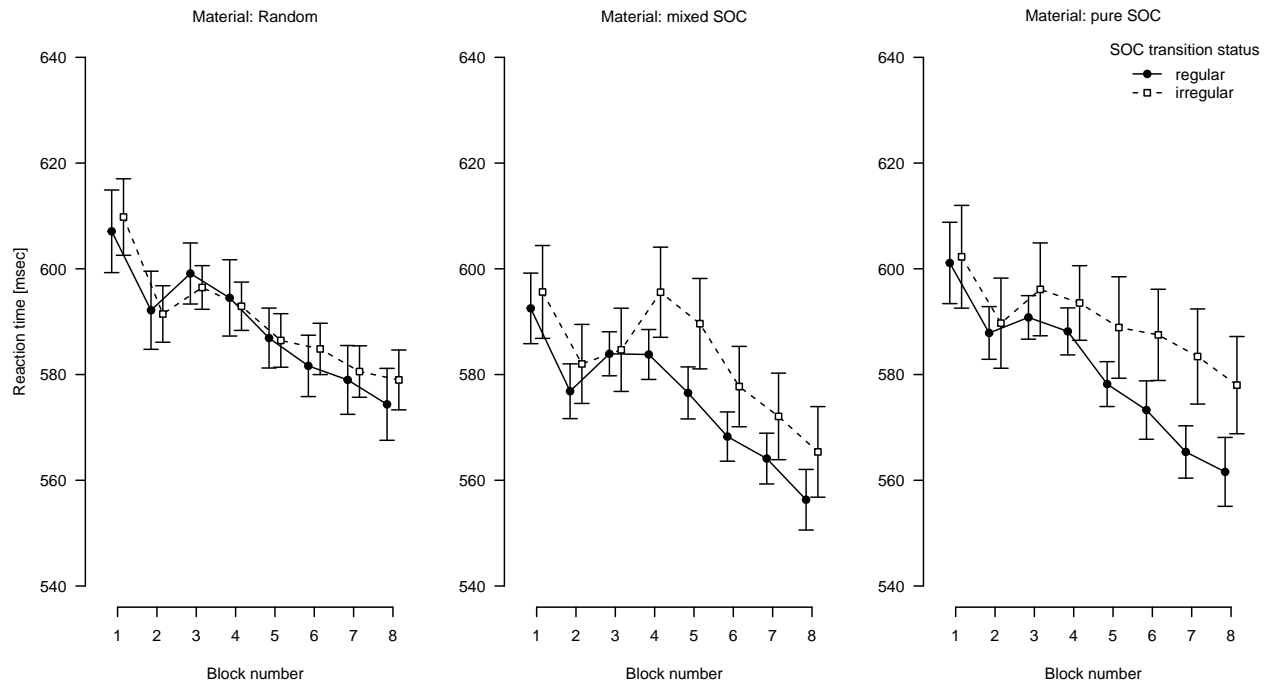 Material: Random
Material: mixed SOC
Material: pure SOC
SOC transition status
regular
irregular
Reaction time [msec]
640
620
600
580
560
540
640
620
600
580
560
540
640
620
600
580
560
540
1 2 3 4 5 6 7 8
1 2 3 4 5 6 7 8
1 2 3 4 5 6 7 8
Block number
Block number
Block number